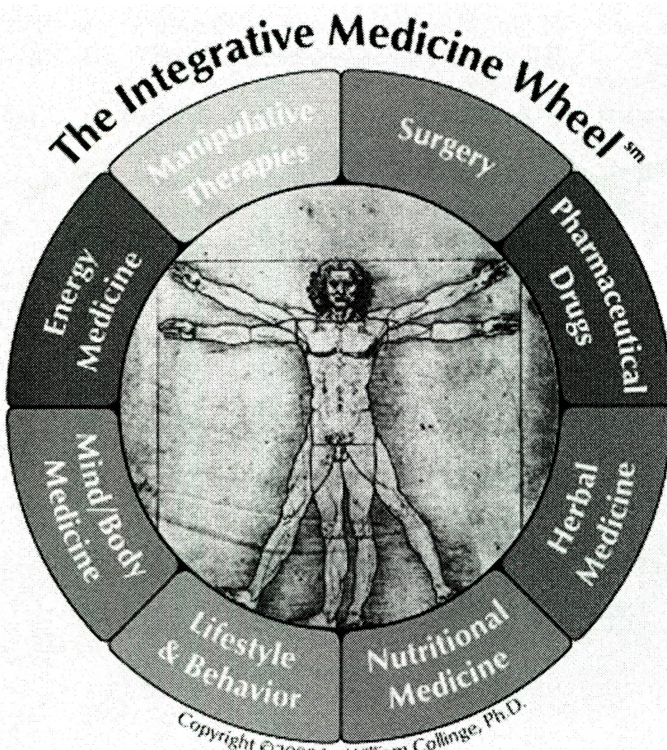 The Integrative Medicine Wheel sm
Manipulative
Therapies
Surgery
Pharmaceutical
Drugs
Herbal
Medicine
Nutritional
Medicine
Lifestyle
& Behavior
Mind/Body
Medicine
Energy
Medicine
Copyright © William Collinge, Ph.D.